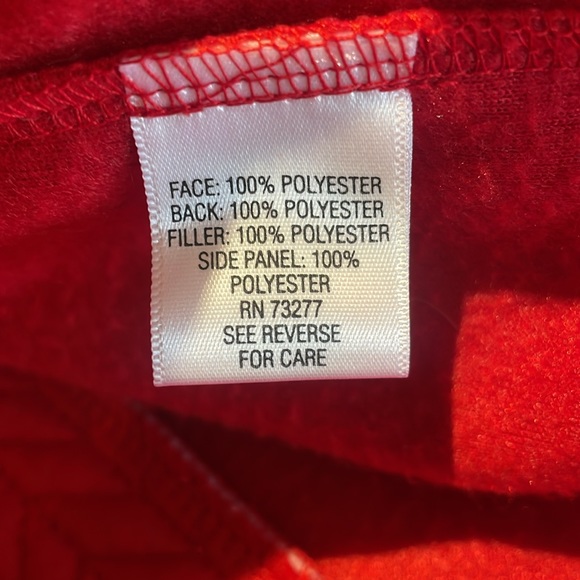 FACE: 100% POLYESTER
BACK: 100% POLYESTER
FILLER: 100% POLYESTER
SIDE PANEL: 100%
POLYESTER
RN 73277
SEE REVERSE
FOR CARE